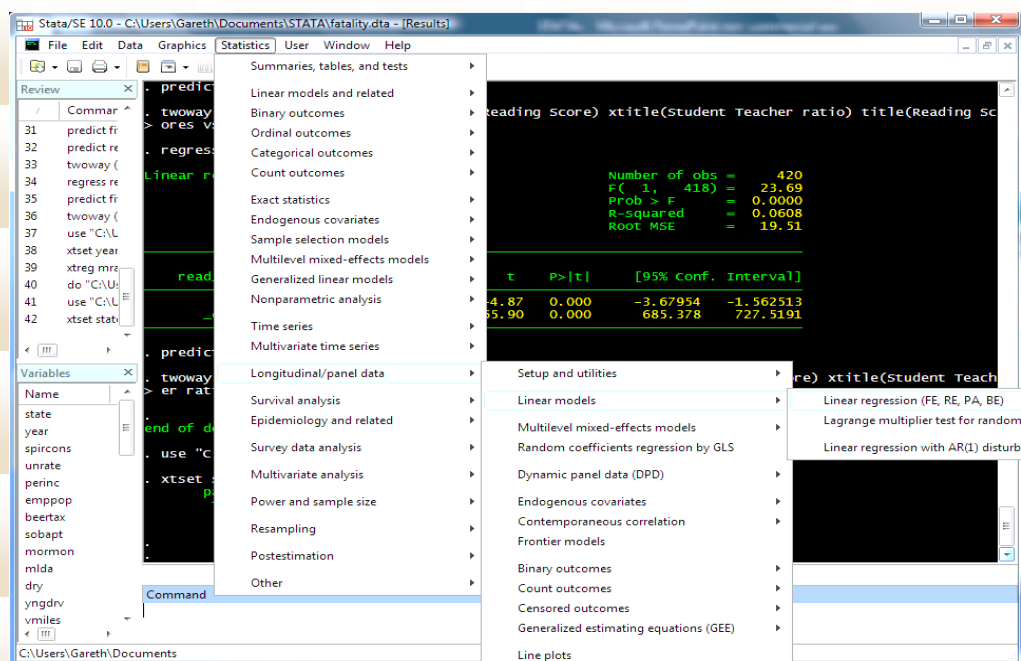 Stata/SE 10.0 - C:\Users\Gareth\Documents\STATA\fatality.dta - [Results]
File Edit Data Graphics Statistics User Window Help
Review
Commar
31 predict fi
32 predict re
33 twoway (
34 regress re
35 predict fi
36 twoway (
37 use "C:\L
38 xtset year
39 xtreg mra
40 do "C:\U
41 use "C:\L
42 xtset stat
Variables
Name
state
year
spircons
unrate
perinc
emppop
beertax
sobapt
mormon
mlda
dry
yngdrv
vmiles
. predic
. twoway
> ores v
. regres
Linear r
read
. predic
. twoway
> er rat
.
end of d
. use "C
. xtset
p
.
.
Summaries, tables, and tests
Linear models and related
Binary outcomes
Ordinal outcomes
Categorical outcomes
Count outcomes
Exact statistics
Endogenous covariates
Sample selection models
Multilevel mixed-effects models
Generalized linear models
Nonparametric analysis
Time series
Multivariate time series
Longitudinal/panel data
Survival analysis
Epidemiology and related
Survey data analysis
Multivariate analysis
Power and sample size
Resampling
Postestimation
Other
eading Score) xtitle(Student Teacher ratio) title(Reading Sc
Number of obs = 420
F( 1, 418) = 23.69
Prob > F = 0.0000
R-squared = 0.0608
Root MSE = 19.51
t P>|t| [95% Conf. Interval]
-4.87 0.000 -3.67954 -1.562513
55.90 0.000 685.378 727.5191
re) xtitle(Student Teach
Setup and utilities
Linear models
Multilevel mixed-effects models
Random coefficients regression by GLS
Dynamic panel data (DPD)
Endogenous covariates
Contemporaneous correlation
Frontier models
Binary outcomes
Count outcomes
Censored outcomes
Generalized estimating equations (GEE)
Line plots
Linear regression (FE, RE, PA, BE)
Lagrange multiplier test for random
Linear regression with AR(1) disturb
Command
C:\Users\Gareth\Documents